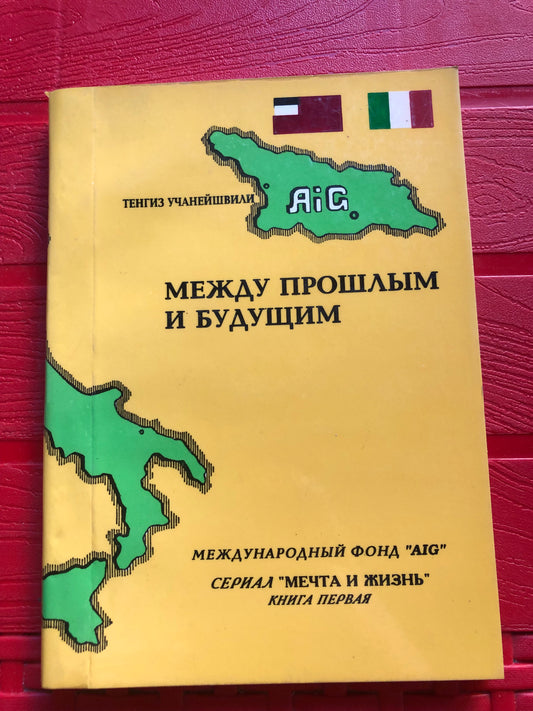 ТЕНГИЗ УЧАНЕЙШВИЛИ
AiG
МЕЖДУ ПРОШЛЫМ
И БУДУЩИМ
МЕЖДУНАРОДНЫЙ ФОНД "AIG"
СЕРИАЛ "МЕЧТА И ЖИЗНЬ"
КНИГА ПЕРВАЯ